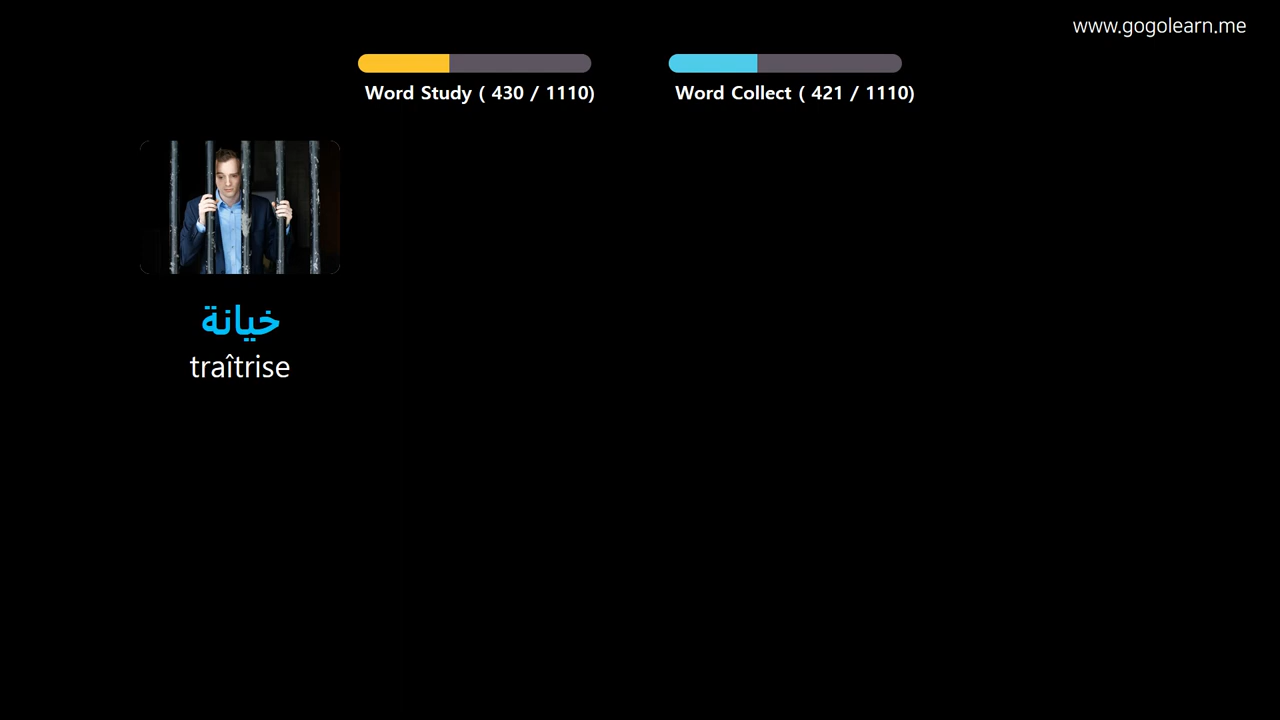 www.gogolearn.me
Word Study ( 430 / 1110)
Word Collect ( 421 / 1110)
خيانة
traîtrise